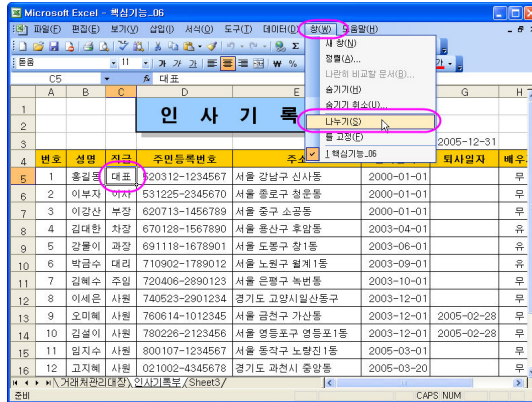 Microsoft Excel - 핵심기능_06
파일(F) 편집(E) 보기(V) 삽입(I) 서식(O) 도구(T) 데이터(D) 창(W) 도움말(H)
돋움 11 가 가 가 %
C5 fx 대표
새 창(N)
정렬(A)...
나란히 비교할 문서(B)...
숨기기(H)
숨기기 취소(U)...
나누기(S)
틀 고정(F)
1 핵심기능_06
A B C D E G H
1 인 사 기 록
2
3 2005-12-31
4 번호 성명 직급 주민등록번호 퇴사일자
5 1 홍길동 대표 520312-1234567 서울 강남구 신사동 2000-01-01 무
6 2 이부자 이사 531225-2345670 서울 종로구 청운동 2000-01-01 무
7 3 이강산 부장 620713-1456789 서울 중구 소공동 2000-01-01 무
8 4 김대한 차장 670128-1567890 서울 용산구 후암동 2003-04-01 유
9 5 강물이 과장 691118-1678901 서울 도봉구 창1동 2003-06-01 유
10 6 박금수 대리 710902-1789012 서울 노원구 월계1동 2003-09-01 유
11 7 김혜수 주임 720406-2890123 서울 은평구 녹번동 2003-10-01 무
12 8 이세은 사원 740523-2901234 경기도 고양시일산동구 2003-12-01 무
13 9 오미혜 사원 760614-1012345 서울 금천구 가산동 2003-12-01 2005-02-28 무
14 10 김설이 사원 780226-2123456 서울 영등포구 영등포1동 2003-12-01 2005-02-28 무
15 11 임지수 사원 800107-1234567 서울 동작구 노량진1동 2005-03-01 무
16 12 고지혜 사원 021002-4345678 경기도 과천시 중앙동 2005-03-20 무
거래처관리대장 인사기록부 Sheet3
준비 CAPS NUM